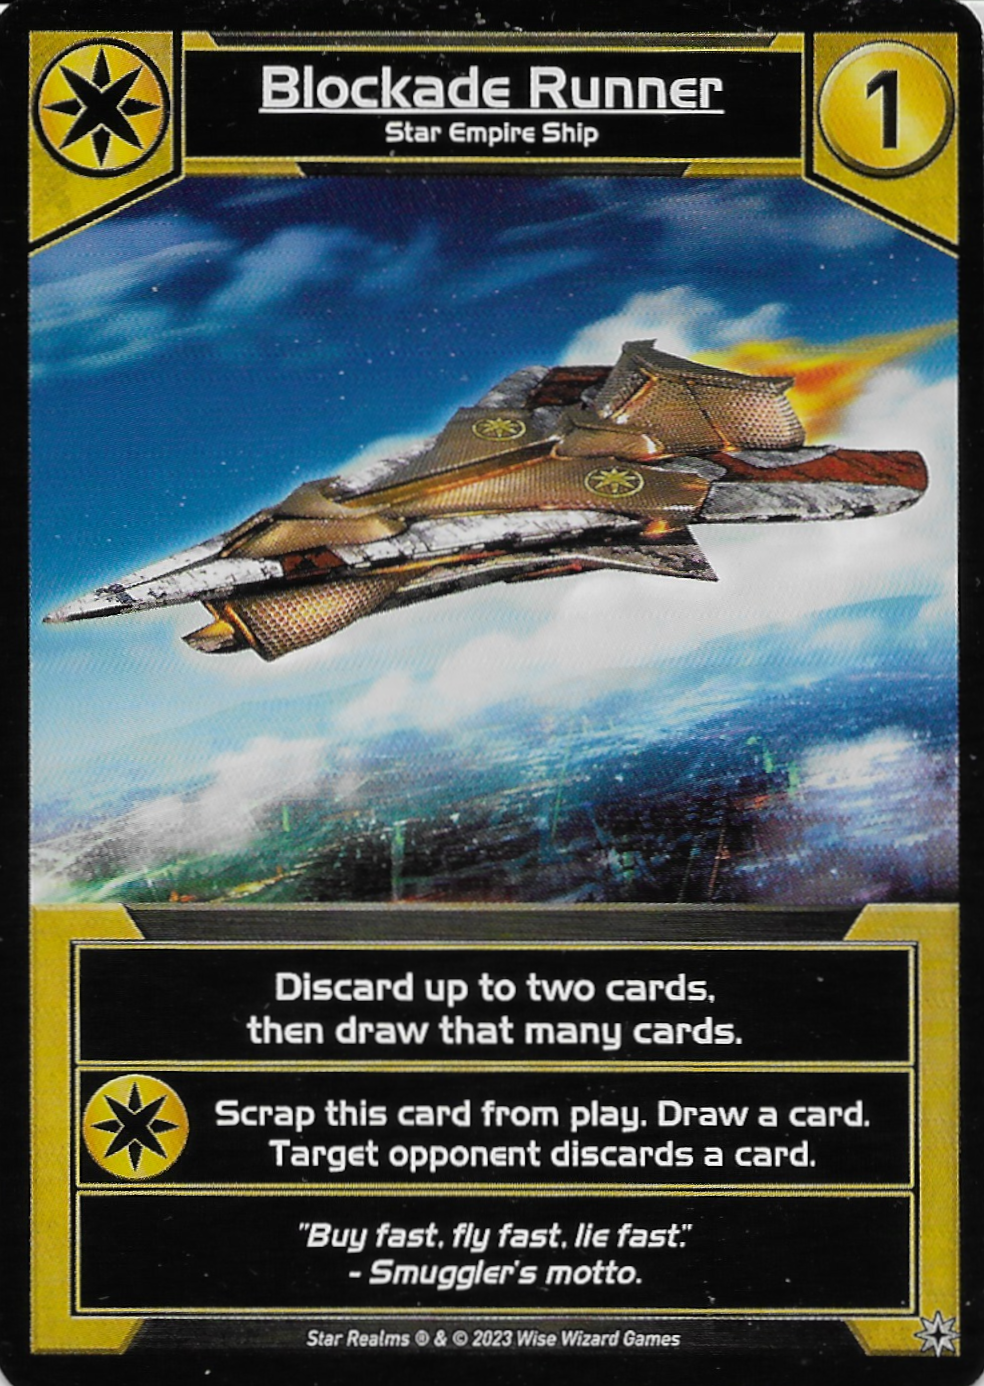 Blockade Runner
Star Empire Ship
1
Discard up to two cards,
then draw that many cards.
Scrap this card from play. Draw a card.
Target opponent discards a card.
"Buy fast, fly fast, lie fast."
- Smuggler's motto.
Star Realms ® & © 2023 Wise Wizard Games